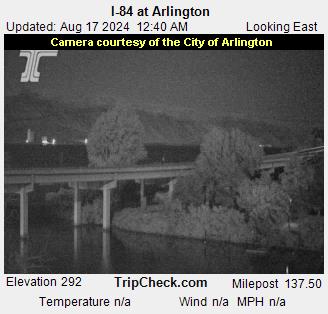 I-84 at Arlington
Updated: Aug 17 2024 12:40 AM Looking East
Camera courtesy of the City of Arlington
Elevation 292 TripCheck.com Milepost 137.50
Temperature n/a Wind n/a MPH n/a